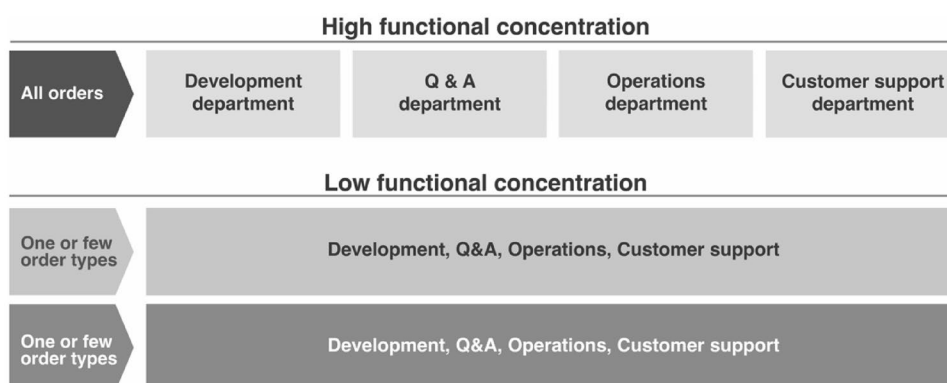 High functional concentration
All orders
Development
department
Q & A
department
Operations
department
Customer support
department
Low functional concentration
One or few
order types
Development, Q&A, Operations, Customer support
One or few
order types
Development, Q&A, Operations, Customer support